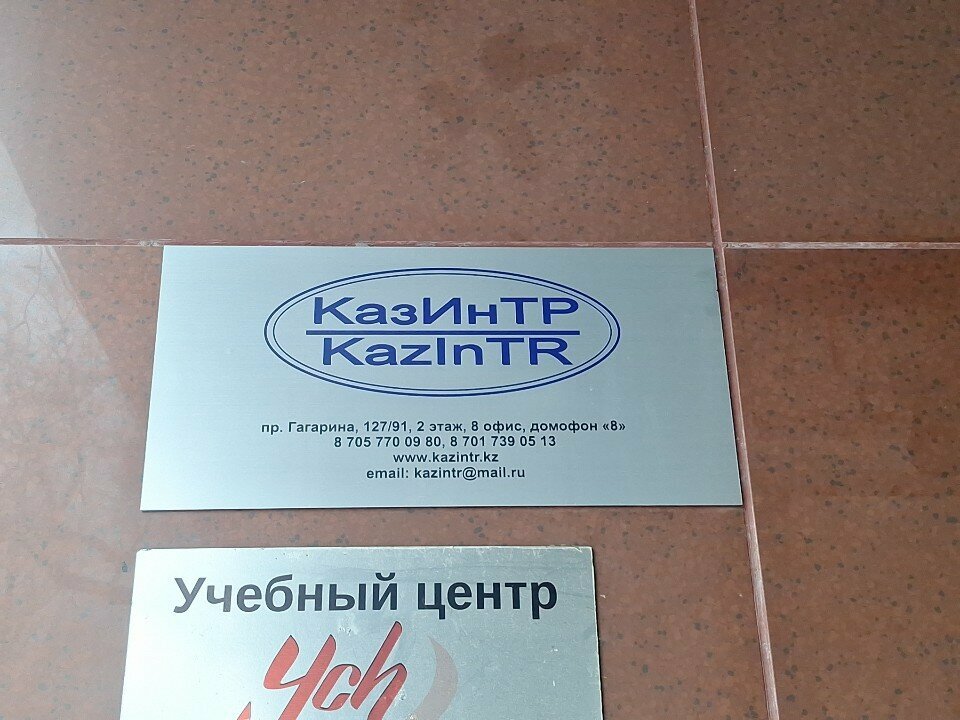 КазИнТР
KazInTR
пр. Гагарина, 127/91, 2 этаж, 8 офис, домофон «8»
8 705 770 09 80, 8 701 739 05 13
www.kazintr.kz
email: kazintr@mail.ru
Учебный центр